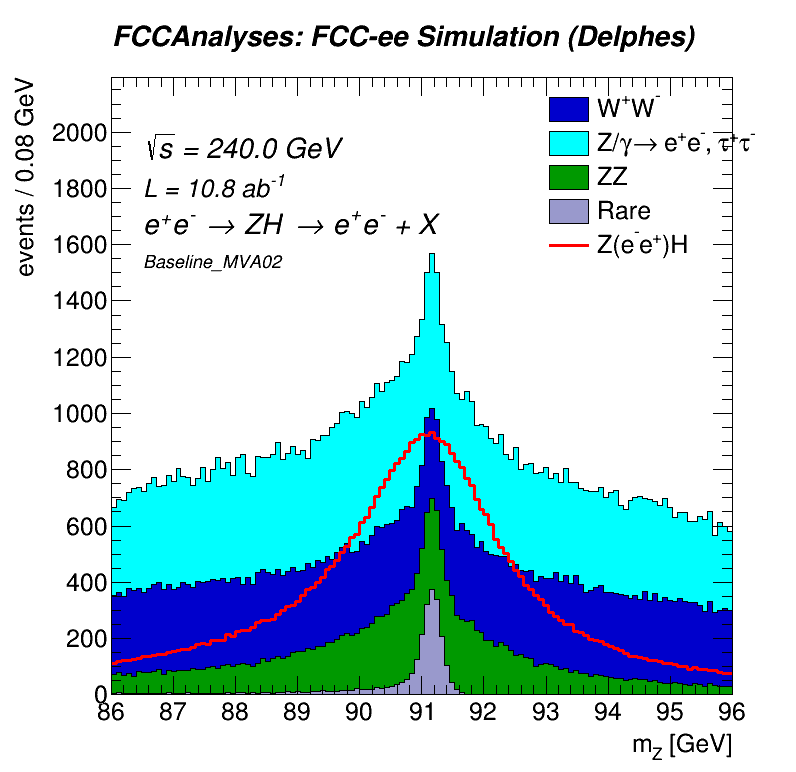 FCCAnalyses: FCC-ee Simulation (Delphes)
events / 0.08 GeV
2000
1800
1600
1400
1200
1000
800
600
400
200
0
√s = 240.0 GeV
L = 10.8 ab⁻¹
e⁺e⁻ → ZH → e⁺e⁻ + X
Baseline_MVA02
W⁺W⁻
Z/γ→ e⁺e⁻, τ⁺τ⁻
ZZ
Rare
Z(e⁻e⁺)H
86 87 88 89 90 91 92 93 94 95 96
m_Z [GeV]